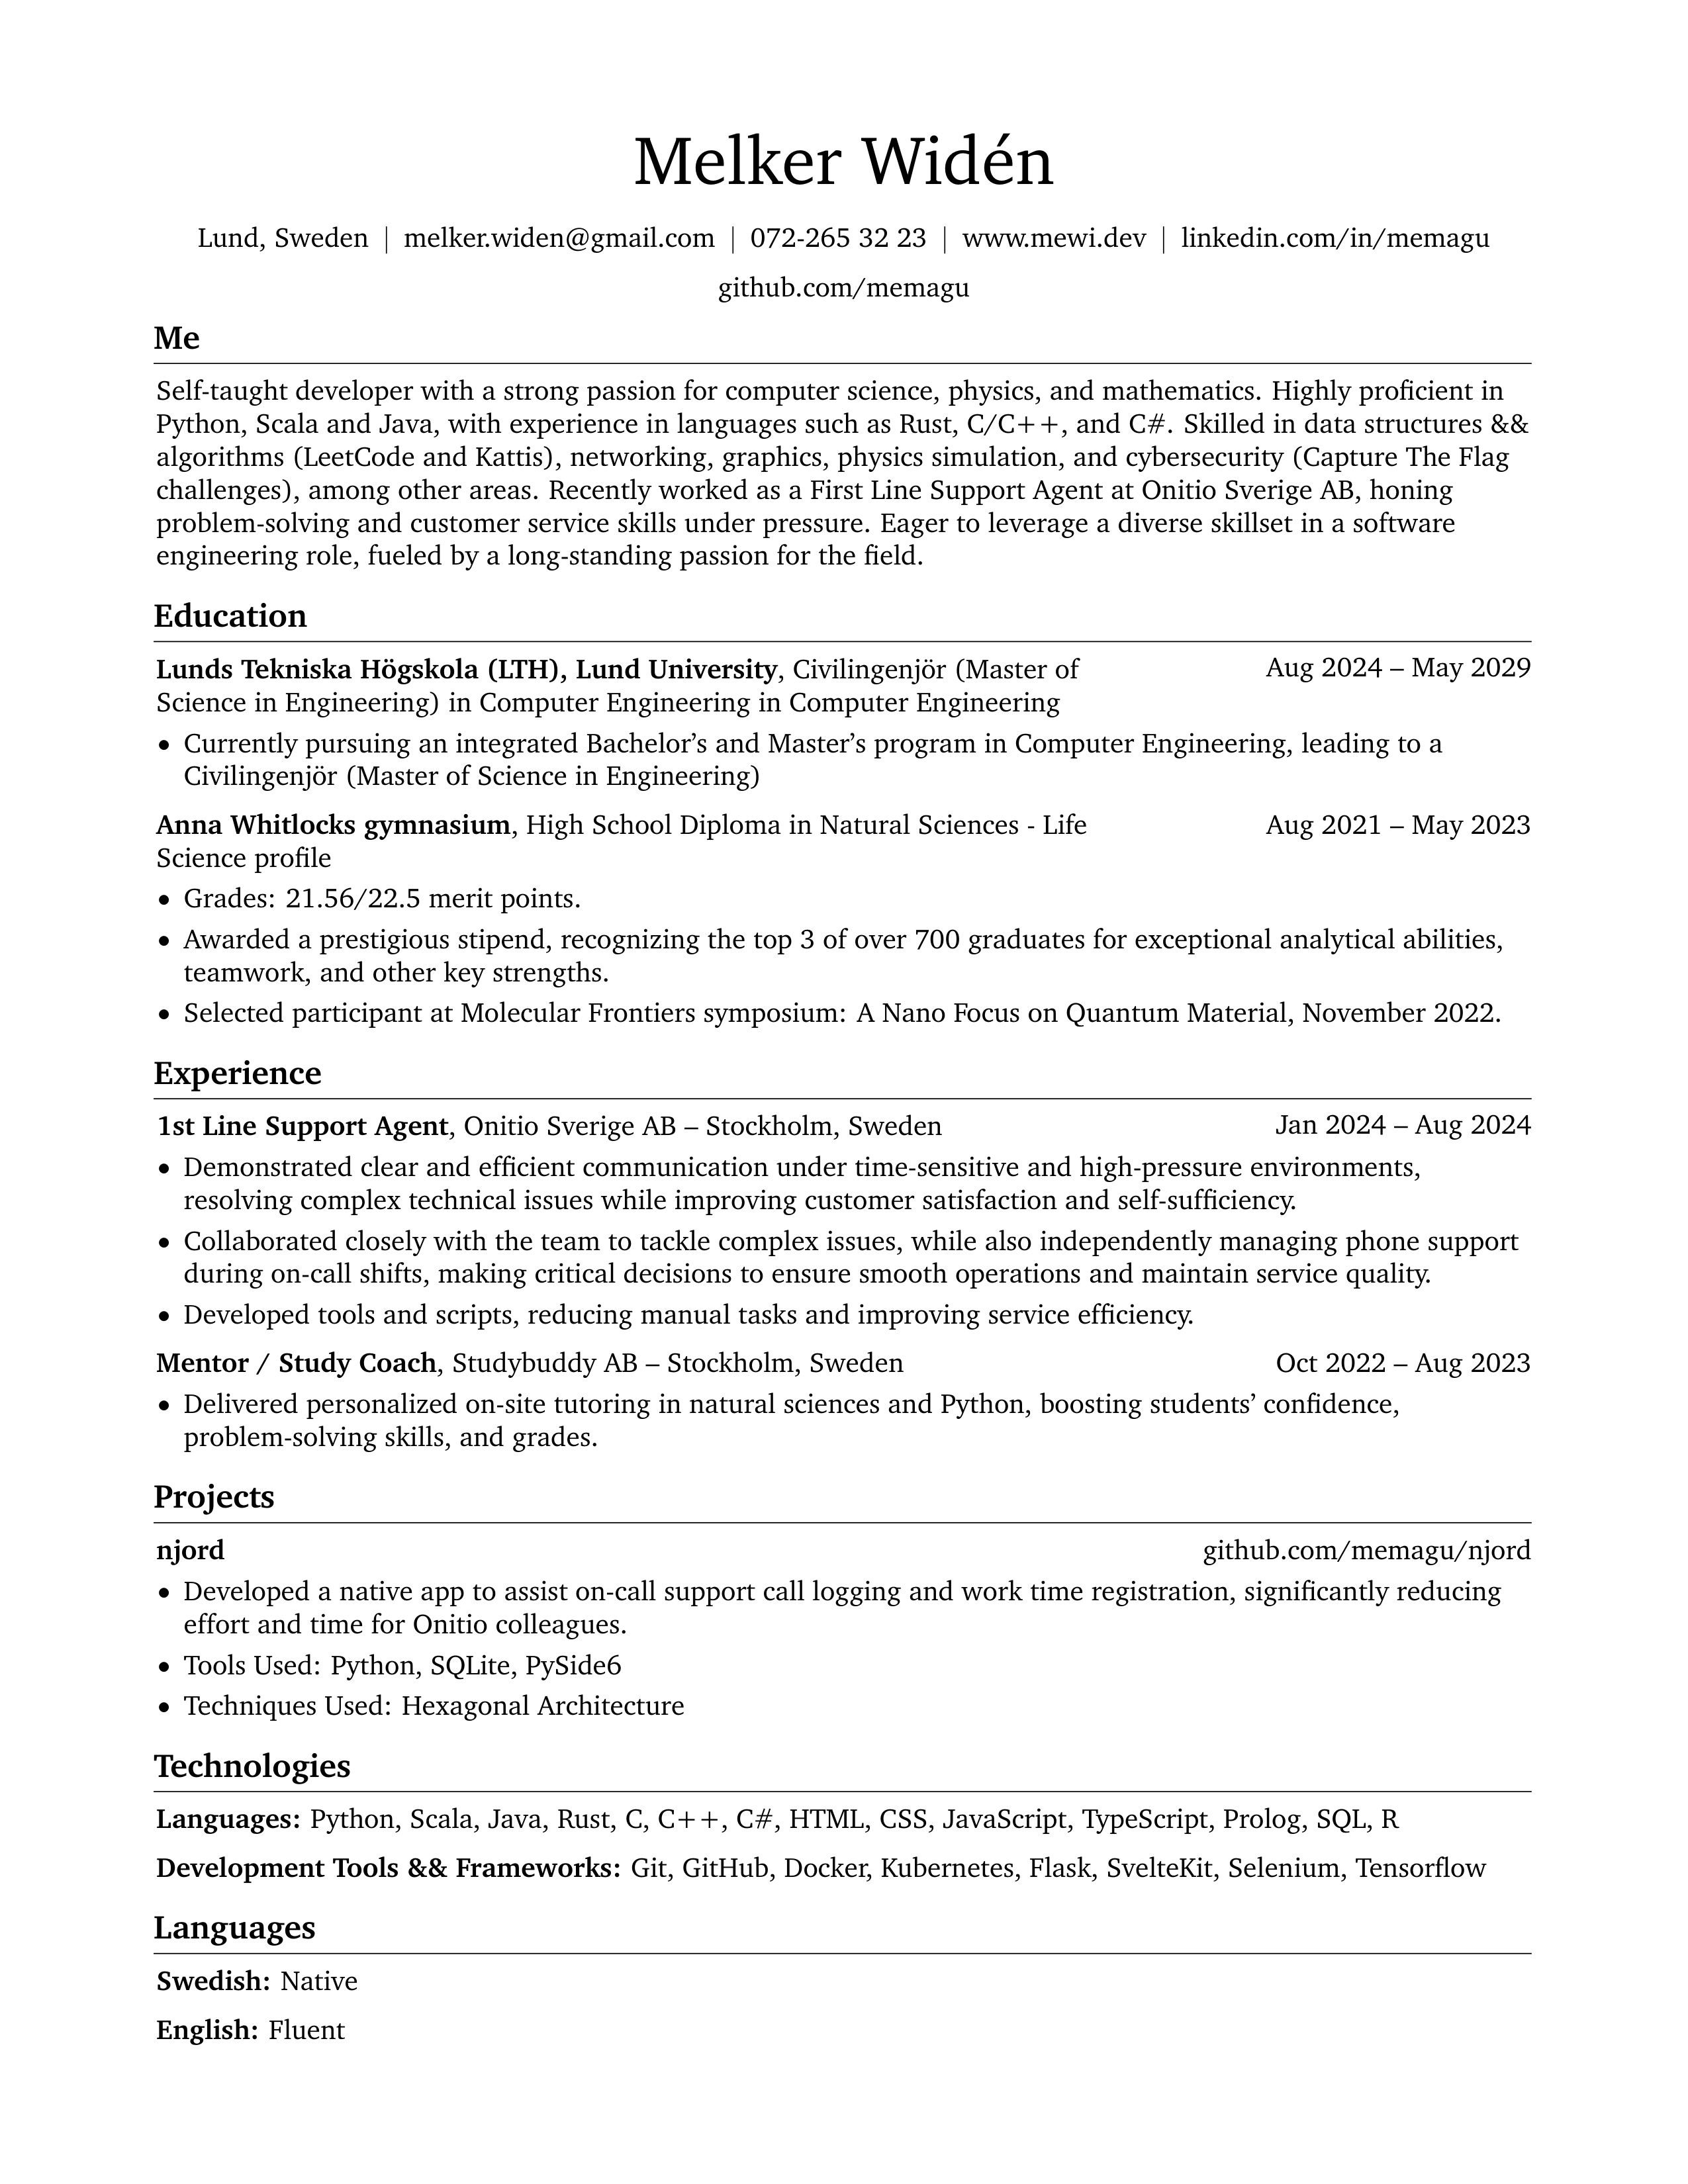 Melker Widén
Lund, Sweden | melker.widen@gmail.com | 072-265 32 23 | www.mewi.dev | linkedin.com/in/memagu
github.com/memagu
Me
Self-taught developer with a strong passion for computer science, physics, and mathematics. Highly proficient in
Python, Scala and Java, with experience in languages such as Rust, C/C++, and C#. Skilled in data structures &&
algorithms (LeetCode and Kattis), networking, graphics, physics simulation, and cybersecurity (Capture The Flag
challenges), among other areas. Recently worked as a First Line Support Agent at Onitio Sverige AB, honing
problem-solving and customer service skills under pressure. Eager to leverage a diverse skillset in a software
engineering role, fueled by a long-standing passion for the field.
Education
Lunds Tekniska Högskola (LTH), Lund University, Civilingenjör (Master of Aug 2024 – May 2029
Science in Engineering) in Computer Engineering in Computer Engineering
• Currently pursuing an integrated Bachelor’s and Master’s program in Computer Engineering, leading to a
Civilingenjör (Master of Science in Engineering)
Anna Whitlocks gymnasium, High School Diploma in Natural Sciences - Life Aug 2021 – May 2023
Science profile
• Grades: 21.56/22.5 merit points.
• Awarded a prestigious stipend, recognizing the top 3 of over 700 graduates for exceptional analytical abilities,
teamwork, and other key strengths.
• Selected participant at Molecular Frontiers symposium: A Nano Focus on Quantum Material, November 2022.
Experience
1st Line Support Agent, Onitio Sverige AB – Stockholm, Sweden Jan 2024 – Aug 2024
• Demonstrated clear and efficient communication under time-sensitive and high-pressure environments,
resolving complex technical issues while improving customer satisfaction and self-sufficiency.
• Collaborated closely with the team to tackle complex issues, while also independently managing phone support
during on-call shifts, making critical decisions to ensure smooth operations and maintain service quality.
• Developed tools and scripts, reducing manual tasks and improving service efficiency.
Mentor / Study Coach, Studybuddy AB – Stockholm, Sweden Oct 2022 – Aug 2023
• Delivered personalized on-site tutoring in natural sciences and Python, boosting students’ confidence,
problem-solving skills, and grades.
Projects
njord github.com/memagu/njord
• Developed a native app to assist on-call support call logging and work time registration, significantly reducing
effort and time for Onitio colleagues.
• Tools Used: Python, SQLite, PySide6
• Techniques Used: Hexagonal Architecture
Technologies
Languages: Python, Scala, Java, Rust, C, C++, C#, HTML, CSS, JavaScript, TypeScript, Prolog, SQL, R
Development Tools && Frameworks: Git, GitHub, Docker, Kubernetes, Flask, SvelteKit, Selenium, Tensorflow
Languages
Swedish: Native
English: Fluent